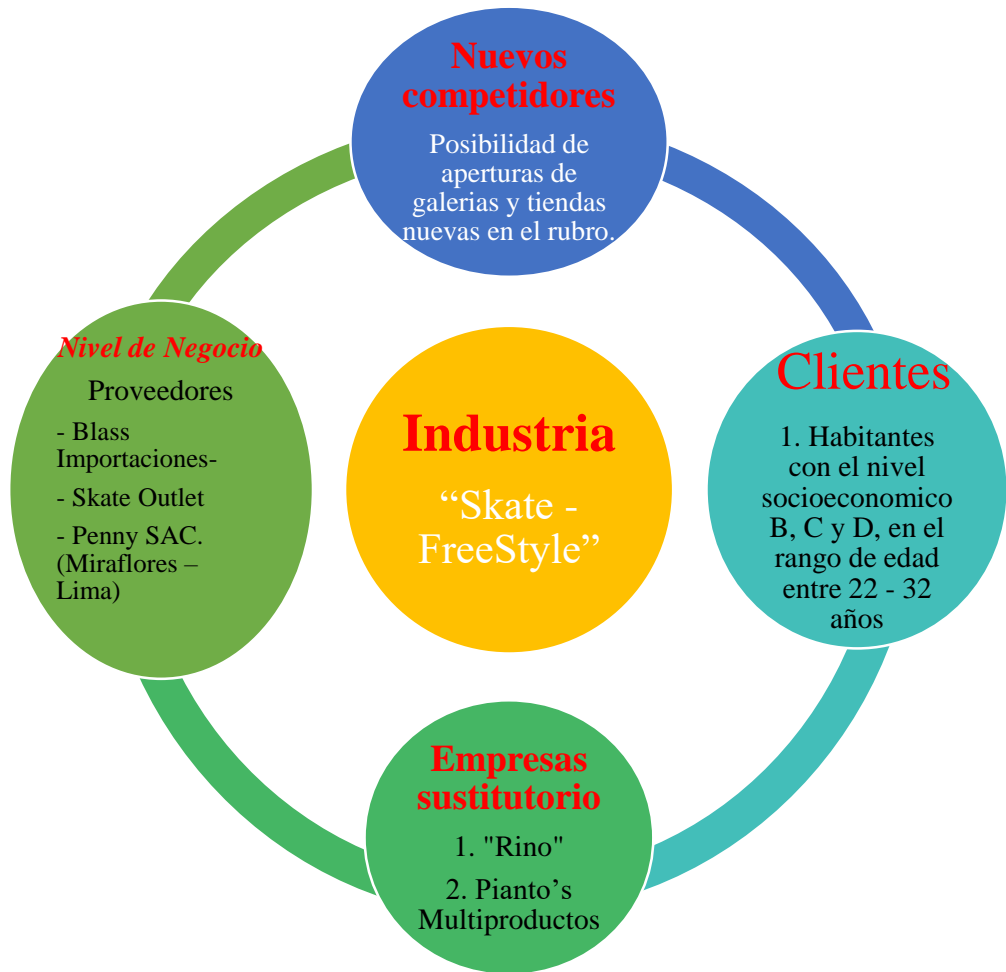 Nuevos
competidores
Posibilidad de
aperturas de
galerias y tiendas
nuevas en el rubro.
Nivel de Negocio
Proveedores
- Blass
Importaciones-
- Skate Outlet
- Penny SAC.
(Miraflores –
Lima)
Industria
“Skate -
FreeStyle”
Clientes
1. Habitantes
con el nivel
socioeconomico
B, C y D, en el
rango de edad
entre 22 - 32
años
Empresas
sustitutorio
1. "Rino"
2. Pianto’s
Multiproductos